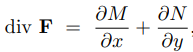 div F = ∂M/∂x + ∂N/∂y.